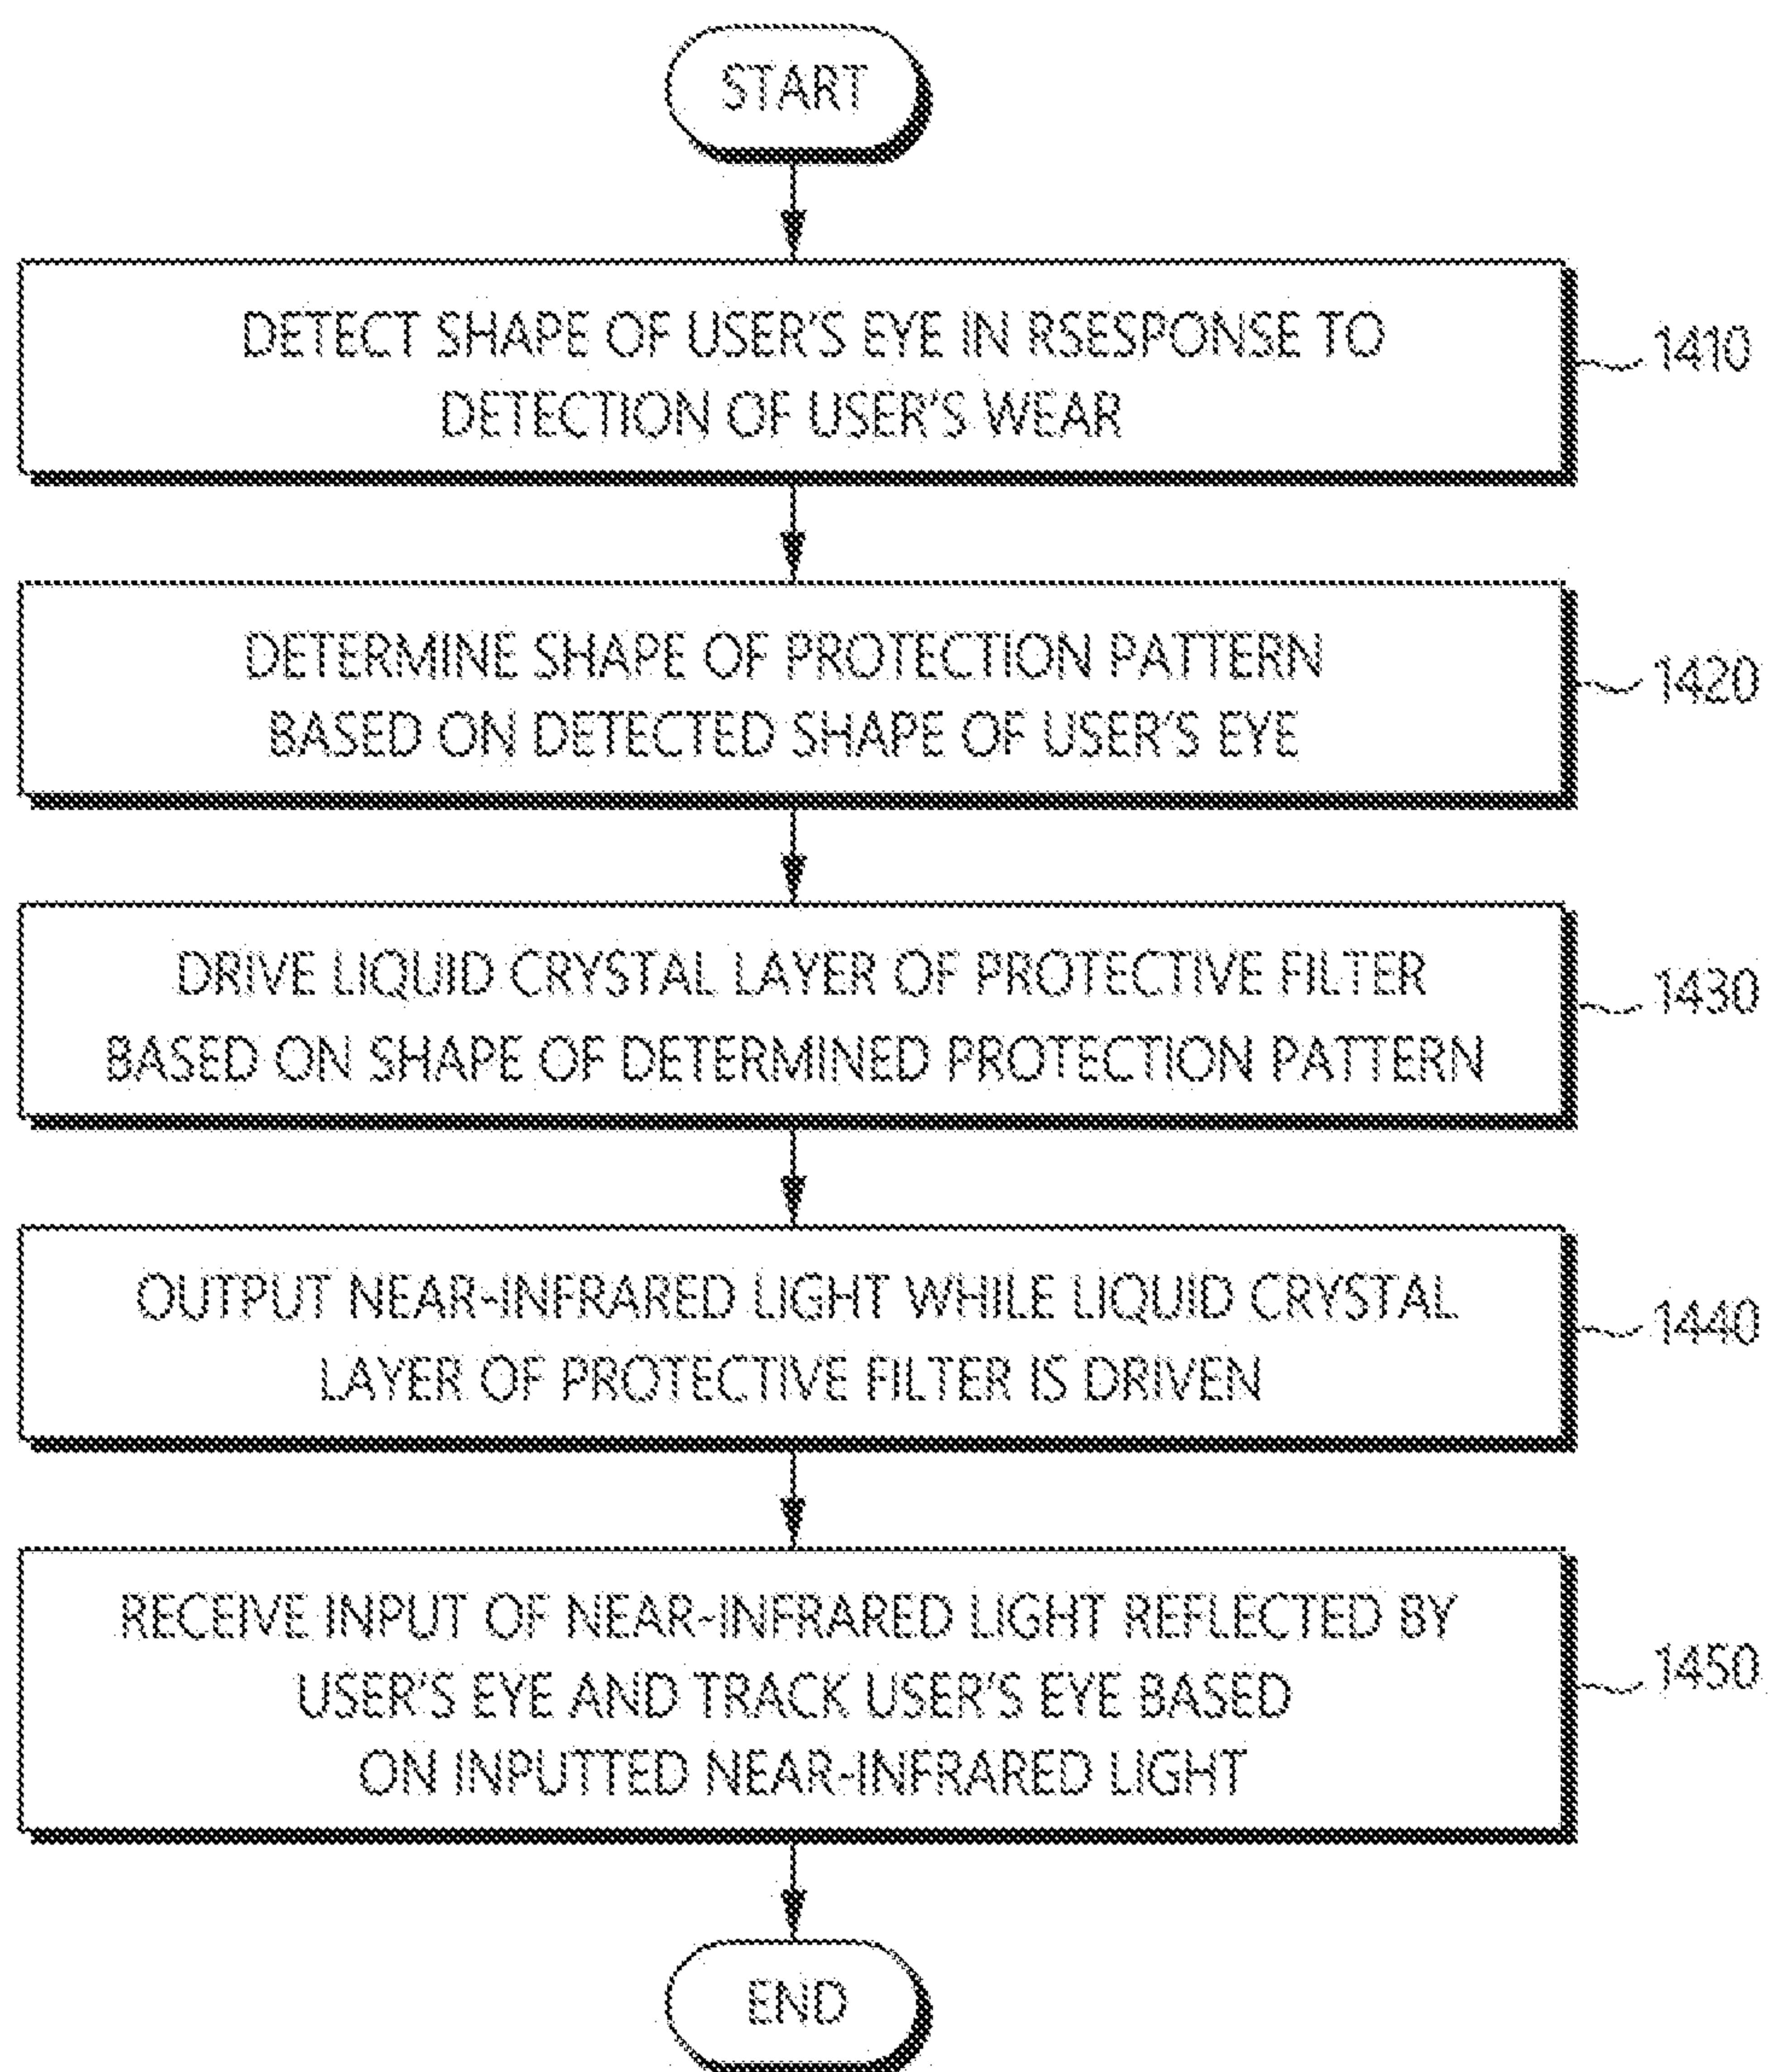 START
DETECT SHAPE OF USER'S EYE IN RSESPONSE TO
DETECTION OF USER'S WEAR
1410
DETERMINE SHAPE OF PROTECTION PATTERN
BASED ON DETECTED SHAPE OF USER'S EYE
1420
DRIVE LIQUID CRYSTAL LAYER OF PROTECTIVE FILTER
BASED ON SHAPE OF DETERMINED PROTECTION PATTERN
1430
OUTPUT NEAR-INFRARED LIGHT WHILE LIQUID CRYSTAL
LAYER OF PROTECTIVE FILTER IS DRIVEN
1440
RECEIVE INPUT OF NEAR-INFRARED LIGHT REFLECTED BY
USER'S EYE AND TRACK USER'S EYE BASED
ON INPUTTED NEAR-INFRARED LIGHT
1450
END